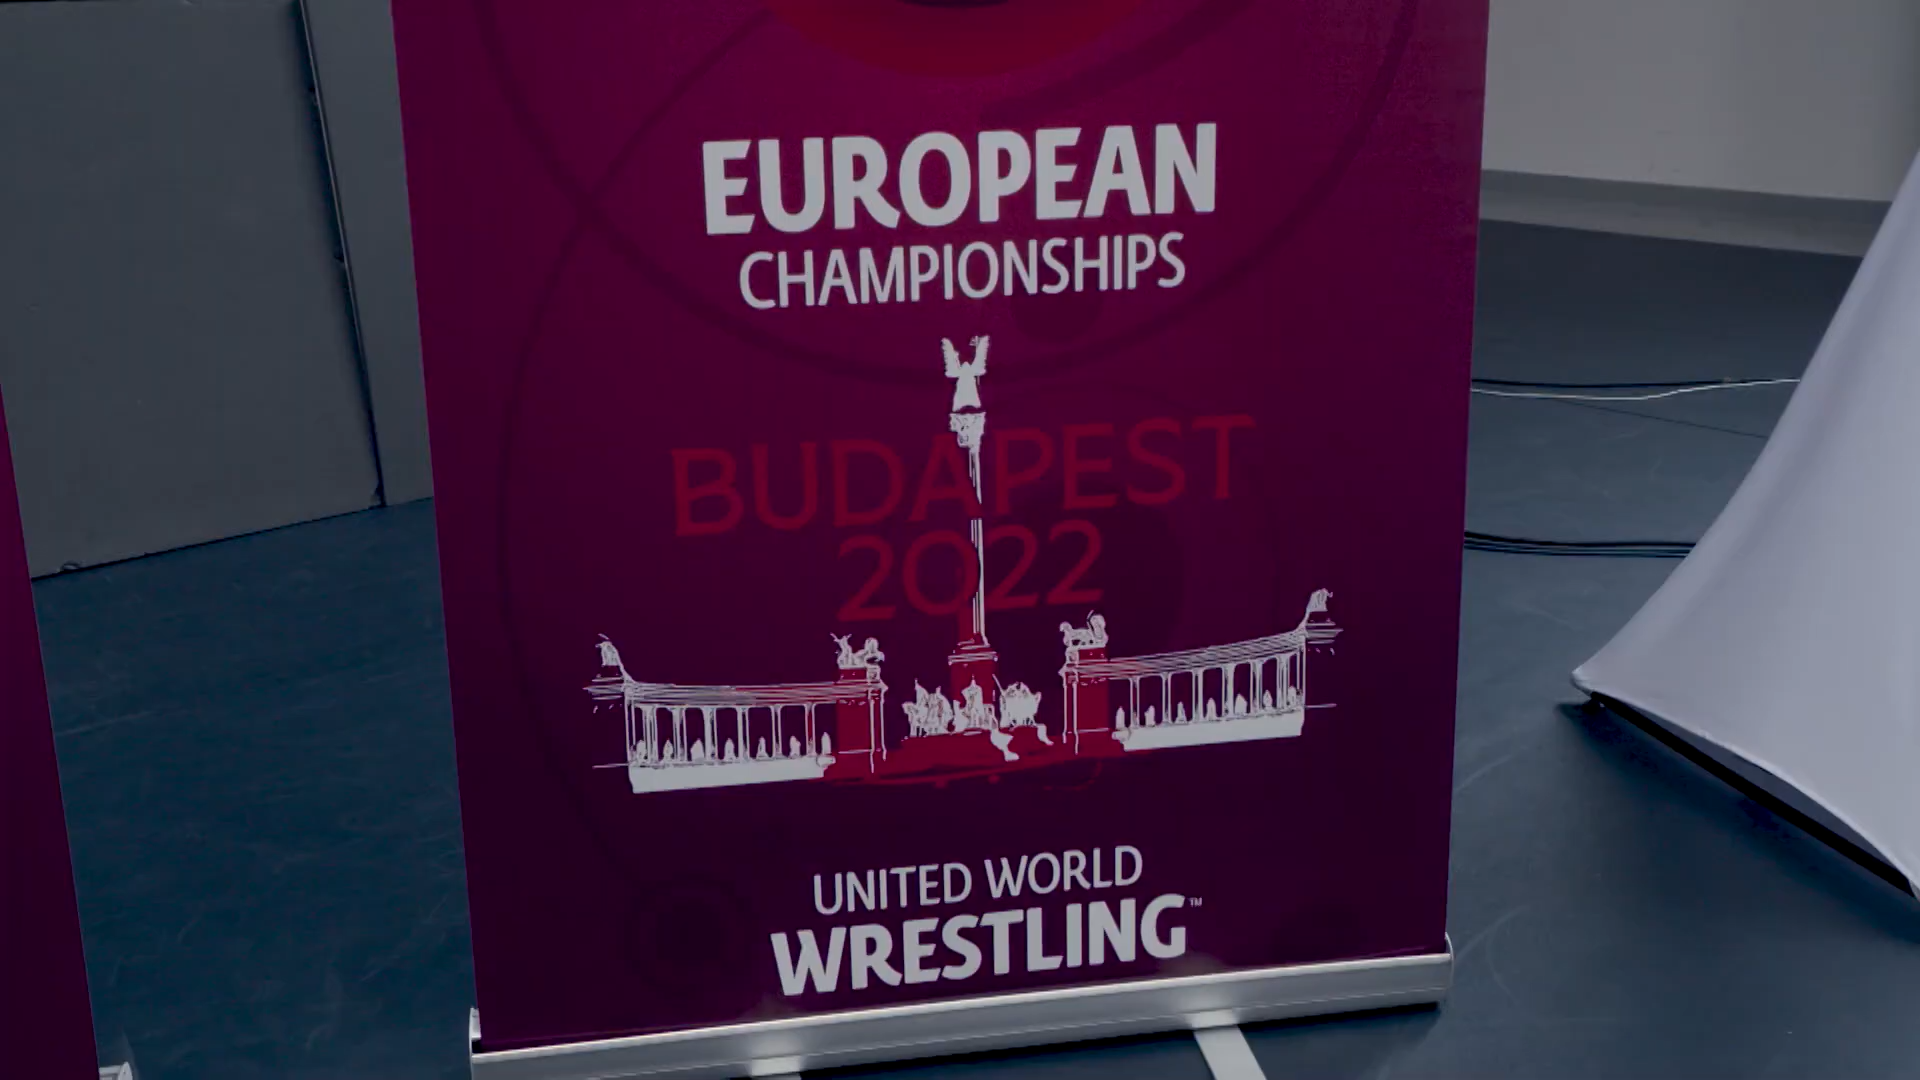 EUROPEAN
CHAMPIONSHIPS
BUDAPEST
2022
UNITED WORLD
WRESTLING™